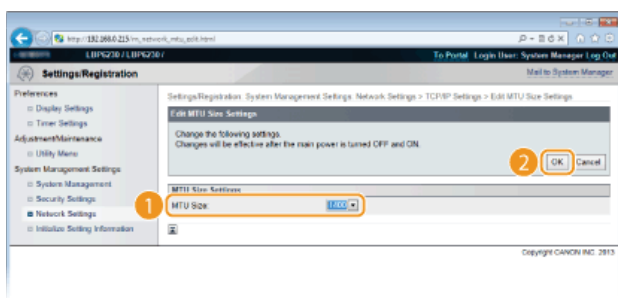 http://192.168.0.215/m_network_mtu_edit.html
LBP6230 / LBP6230 /
To Portal Login User: System Manager Log Out
Settings/Registration
Mail to System Manager
Preferences
Display Settings
Timer Settings
Adjustment/Maintenance
Utility Menu
System Management Settings
System Management
Security Settings
Network Settings
Initialize Setting Information
Settings/Registration: System Management Settings: Network Settings > TCP/IP Settings > Edit MTU Size Settings
Edit MTU Size Settings
Change the following settings.
Changes will be effective after the main power is turned OFF and ON.
2
OK Cancel
MTU Size Settings
1
MTU Size:
1400
Copyright CANON INC. 2013